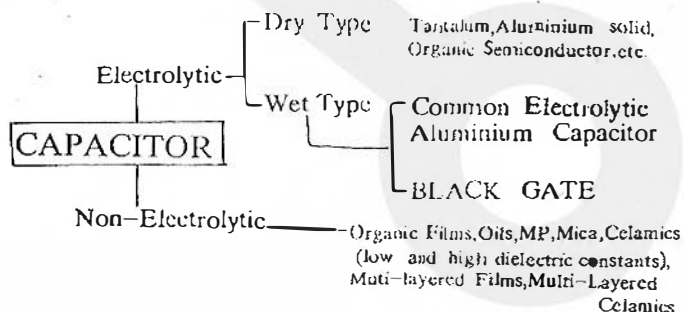 Dry Type Tantalum,Aluminium solid,
Organic Semiconductor,etc.
Electrolytic
Wet Type Common Electrolytic
Aluminium Capacitor
CAPACITOR
BLACK GATE
Non-Electrolytic
Organic Films,Oils,MP,Mica,Celamics
(low and high dielectric constants),
Muti-layered Films,Multi-Layered
Celamics